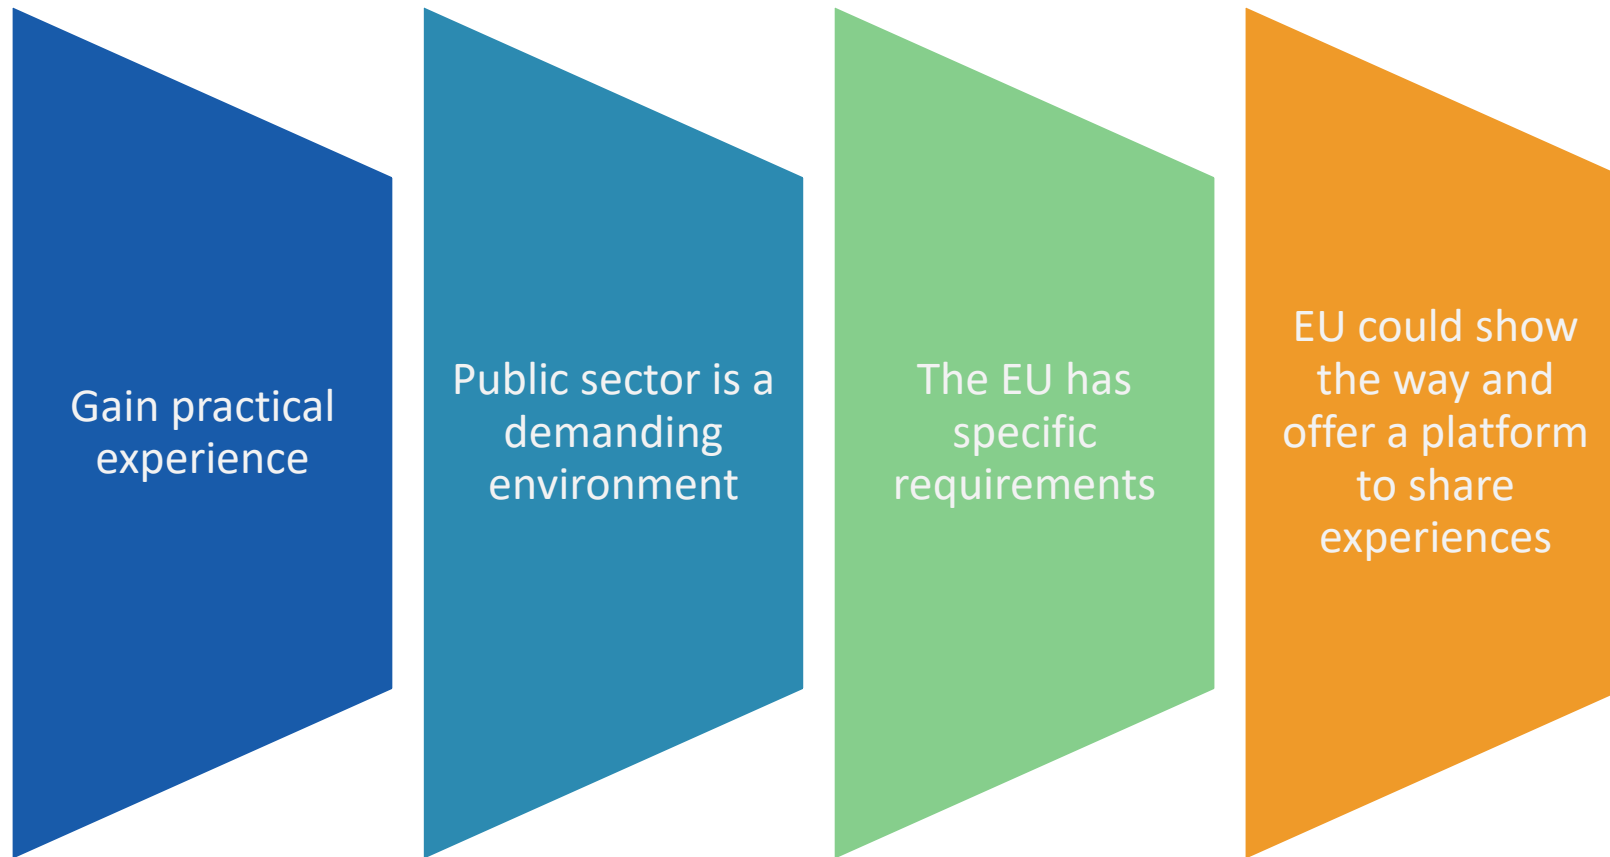 Gain practical
experience
Public sector is a
demanding
environment
The EU has
specific
requirements
EU could show
the way and
offer a platform
to share
experiences